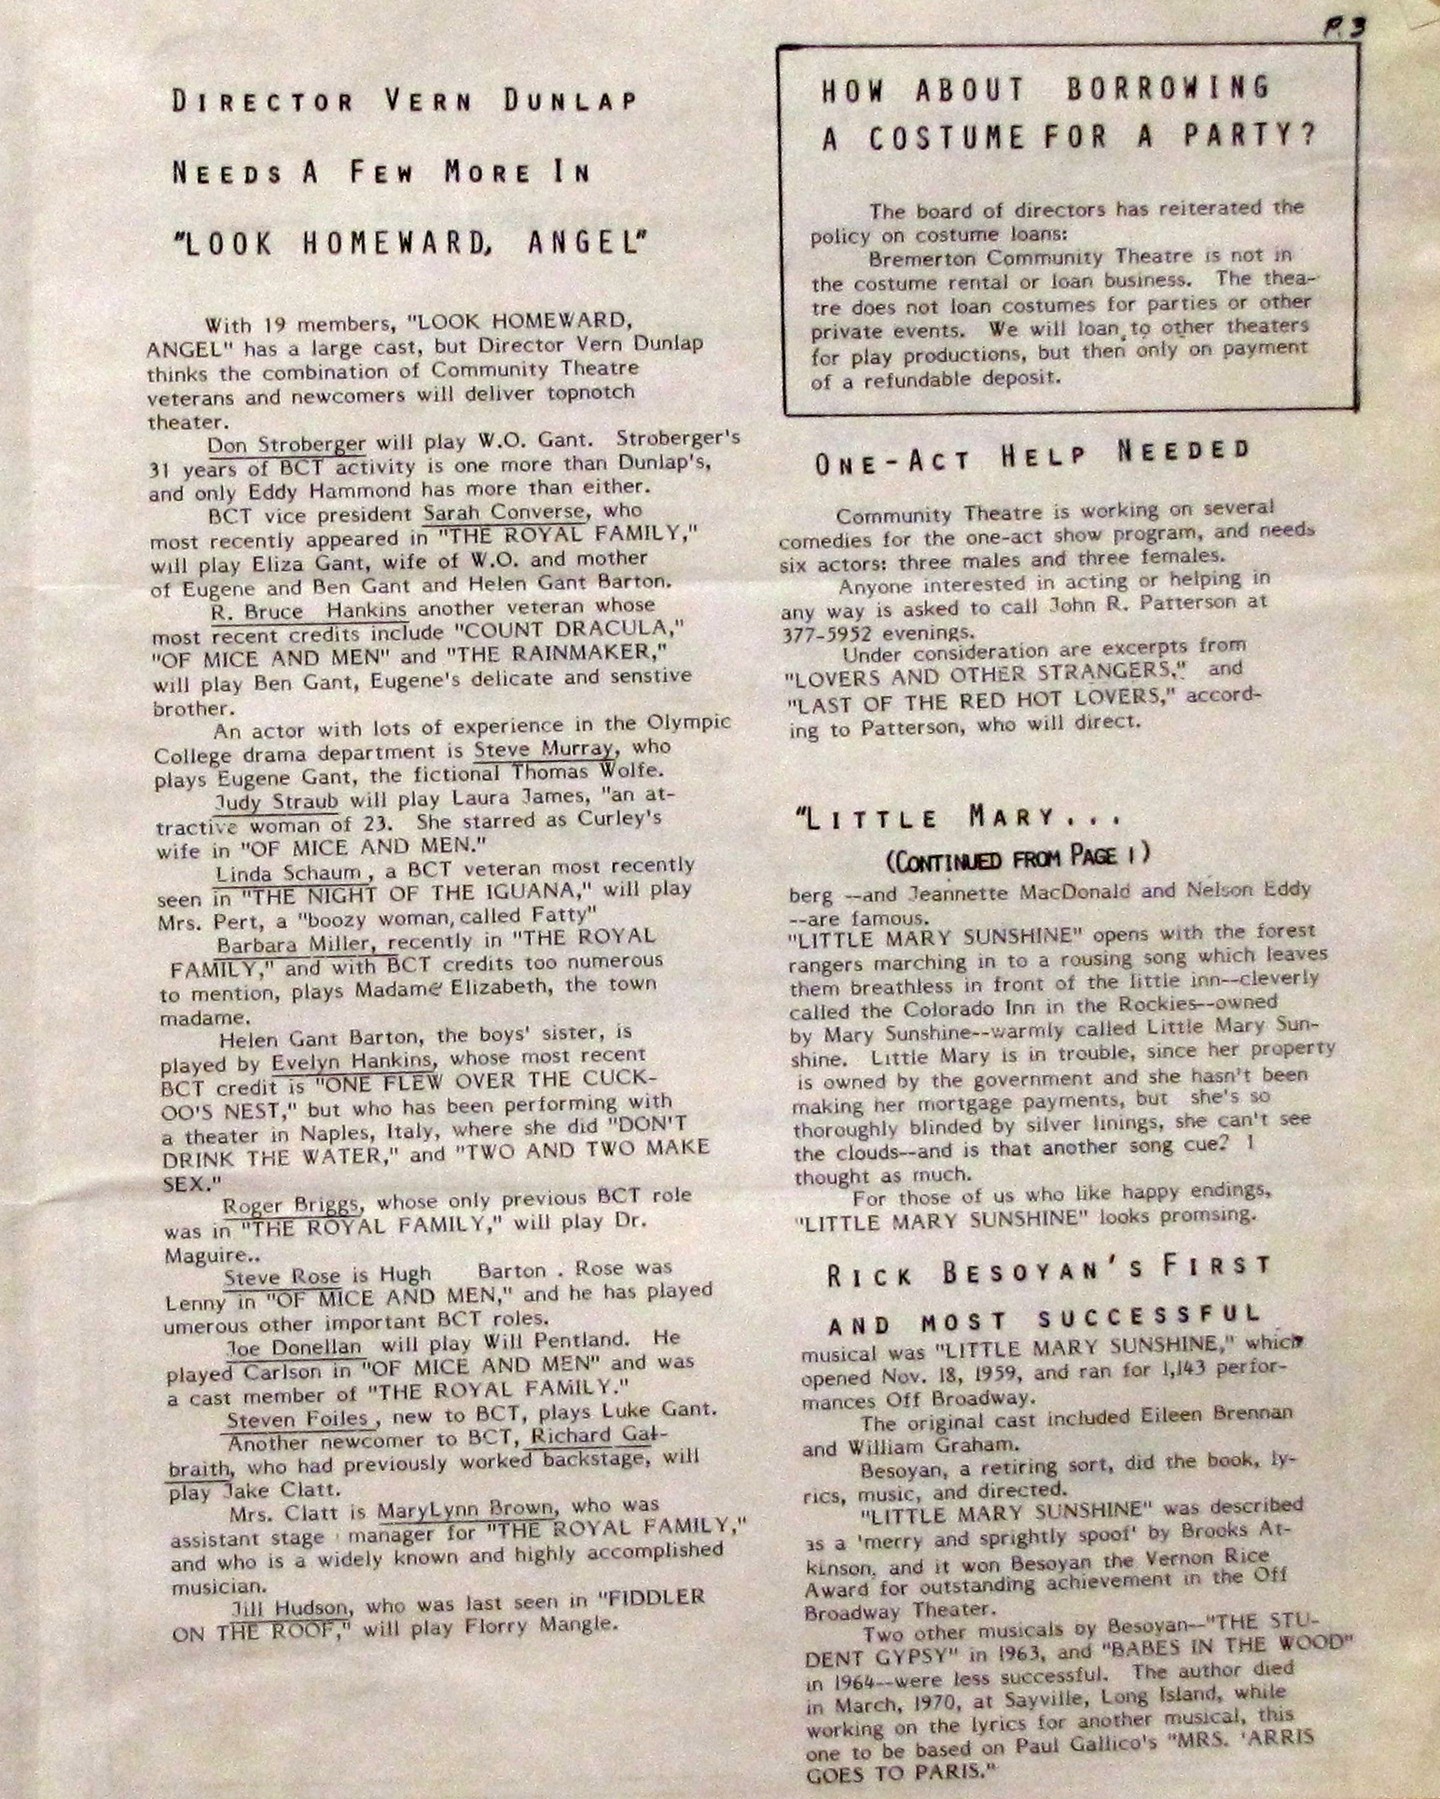 P. 3
DIRECTOR VERN DUNLAP
NEEDS A FEW MORE IN
"LOOK HOMEWARD, ANGEL"
With 19 members, "LOOK HOMEWARD,
ANGEL" has a large cast, but Director Vern Dunlap
thinks the combination of Community Theatre
veterans and newcomers will deliver topnotch
theater.
Don Stroberger will play W.O. Gant. Stroberger's
31 years of BCT activity is one more than Dunlap's,
and only Eddy Hammond has more than either.
BCT vice president Sarah Converse, who
most recently appeared in "THE ROYAL FAMILY,"
will play Eliza Gant, wife of W.O. and mother
of Eugene and Ben Gant and Helen Gant Barton.
R. Bruce Hankins another veteran whose
most recent credits include "COUNT DRACULA,"
"OF MICE AND MEN" and "THE RAINMAKER,"
will play Ben Gant, Eugene's delicate and senstive
brother.
An actor with lots of experience in the Olympic
College drama department is Steve Murray, who
plays Eugene Gant, the fictional Thomas Wolfe.
Judy Straub will play Laura James, "an at-
tractive woman of 23. She starred as Curley's
wife in "OF MICE AND MEN."
Linda Schaum, a BCT veteran most recently
seen in "THE NIGHT OF THE IGUANA," will play
Mrs. Pert, a "boozy woman, called Fatty"
Barbara Miller, recently in "THE ROYAL
FAMILY," and with BCT credits too numerous
to mention, plays Madame Elizabeth, the town
madame.
Helen Gant Barton, the boys' sister, is
played by Evelyn Hankins, whose most recent
BCT credit is "ONE FLEW OVER THE CUCK-
OO'S NEST," but who has been performing with
a theater in Naples, Italy, where she did "DON'T
DRINK THE WATER," and "TWO AND TWO MAKE
SEX."
Roger Briggs, whose only previous BCT role
was in "THE ROYAL FAMILY," will play Dr.
Maguire..
Steve Rose is Hugh Barton . Rose was
Lenny in "OF MICE AND MEN," and he has played
umerous other important BCT roles.
Joe Donellan will play Will Pentland. He
played Carlson in "OF MICE AND MEN" and was
a cast member of "THE ROYAL FAMILY."
Steven Foiles, new to BCT, plays Luke Gant.
Another newcomer to BCT, Richard Gal-
braith, who had previously worked backstage, will
play Jake Clatt.
Mrs. Clatt is MaryLynn Brown, who was
assistant stage manager for "THE ROYAL FAMILY,"
and who is a widely known and highly accomplished
musician.
Jill Hudson, who was last seen in "FIDDLER
ON THE ROOF," will play Florry Mangle.
HOW ABOUT BORROWING
A COSTUME FOR A PARTY?
The board of directors has reiterated the
policy on costume loans:
Bremerton Community Theatre is not in
the costume rental or loan business. The thea-
tre does not loan costumes for parties or other
private events. We will loan to other theaters
for play productions, but then only on payment
of a refundable deposit.
ONE-ACT HELP NEEDED
Community Theatre is working on several
comedies for the one-act show program, and needs
six actors: three males and three females.
Anyone interested in acting or helping in
any way is asked to call John R. Patterson at
377-5952 evenings.
Under consideration are excerpts from
"LOVERS AND OTHER STRANGERS," and
"LAST OF THE RED HOT LOVERS," accord-
ing to Patterson, who will direct.
"LITTLE MARY...
(CONTINUED FROM PAGE 1)
berg --and Jeannette MacDonald and Nelson Eddy
--are famous.
"LITTLE MARY SUNSHINE" opens with the forest
rangers marching in to a rousing song which leaves
them breathless in front of the little inn--cleverly
called the Colorado Inn in the Rockies--owned
by Mary Sunshine--warmly called Little Mary Sun-
shine. Little Mary is in trouble, since her property
is owned by the government and she hasn't been
making her mortgage payments, but she's so
thoroughly blinded by silver linings, she can't see
the clouds--and is that another song cue? I
thought as much.
For those of us who like happy endings,
"LITTLE MARY SUNSHINE" looks promsing.
RICK BESOYAN'S FIRST
AND MOST SUCCESSFUL
musical was "LITTLE MARY SUNSHINE," which
opened Nov. 18, 1959, and ran for 1,143 perfor-
mances Off Broadway.
The original cast included Eileen Brennan
and William Graham.
Besoyan, a retiring sort, did the book, ly-
rics, music, and directed.
"LITTLE MARY SUNSHINE" was described
as a 'merry and sprightly spoof' by Brooks At-
kinson, and it won Besoyan the Vernon Rice
Award for outstanding achievement in the Off
Broadway Theater.
Two other musicals by Besoyan--"THE STU-
DENT GYPSY" in 1963, and "BABES IN THE WOOD"
in 1964--were less successful. The author died
in March, 1970, at Sayville, Long Island, while
working on the lyrics for another musical, this
one to be based on Paul Gallico's "MRS. 'ARRIS
GOES TO PARIS."